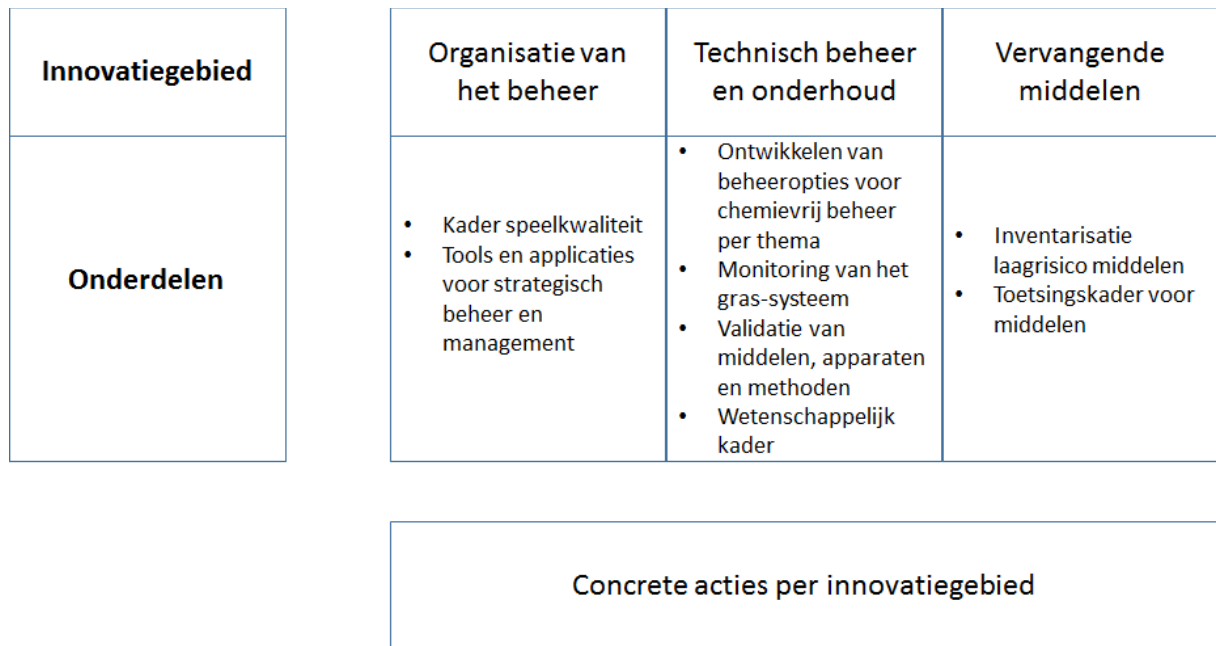 Innovatiegebied
Organisatie van
het beheer
Technisch beheer
en onderhoud
Vervangende
middelen
Onderdelen
• Kader speelkwaliteit
• Tools en applicaties
voor strategisch
beheer en
management
• Ontwikkelen van
beheeropties voor
chemievrij beheer
per thema
• Monitoring van het
gras-systeem
• Validatie van
middelen, apparaten
en methoden
• Wetenschappelijk
kader
• Inventarisatie
laagrisico middelen
• Toetsingskader voor
middelen
Concrete acties per innovatiegebied